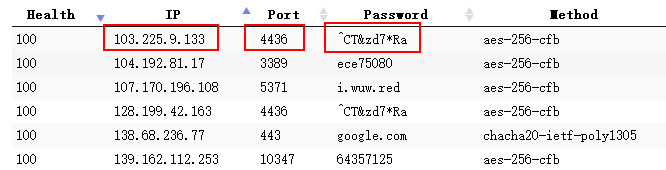 Health IP Port Password Method
100 103.225.9.133 4436 ^CT&zd7*Ra aes-256-cfb
100 104.192.81.17 3389 ece75080 aes-256-cfb
100 107.170.196.108 5371 i.wuw.red aes-256-cfb
100 128.199.42.163 4436 ^CT&zd7*Ra aes-256-cfb
100 138.68.236.77 443 google.com chacha20-ietf-poly1305
100 139.162.112.253 10347 64357125 aes-256-cfb